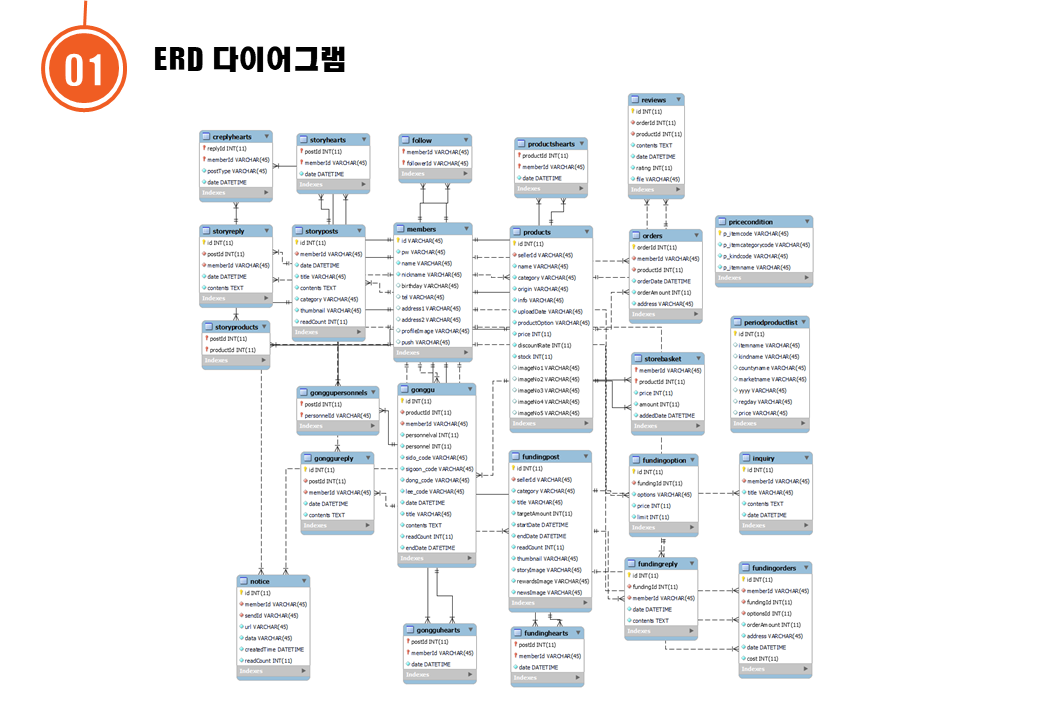 01
ERD 다이어그램
reviews
id INT(11)
orderId INT(11)
productId INT(11)
contents TEXT
date DATETIME
rating INT(11)
file VARCHAR(45)
Indexes
creplyhearts
replyId INT(11)
memberId VARCHAR(45)
postType VARCHAR(45)
date DATETIME
Indexes
storyhearts
postId INT(11)
memberId VARCHAR(45)
date DATETIME
Indexes
follow
memberId VARCHAR(45)
followerId VARCHAR(45)
Indexes
productshearts
productId INT(11)
memberId VARCHAR(45)
date DATETIME
Indexes
storyreply
id INT(11)
postId INT(11)
memberId VARCHAR(45)
date DATETIME
contents TEXT
Indexes
storyposts
id INT(11)
memberId VARCHAR(45)
date DATETIME
title VARCHAR(45)
contents TEXT
category VARCHAR(45)
thumbnail VARCHAR(45)
readCount INT(11)
Indexes
members
id VARCHAR(45)
pw VARCHAR(45)
name VARCHAR(45)
nickname VARCHAR(45)
birthday VARCHAR(45)
tel VARCHAR(45)
address1 VARCHAR(45)
address2 VARCHAR(45)
profileImage VARCHAR(45)
push VARCHAR(45)
Indexes
products
id INT(11)
sellerId VARCHAR(45)
name VARCHAR(45)
category VARCHAR(45)
origin VARCHAR(45)
info VARCHAR(45)
uploadDate VARCHAR(45)
productOption VARCHAR(45)
price INT(11)
discountRate INT(11)
stock INT(11)
imageNo1 VARCHAR(45)
imageNo2 VARCHAR(45)
imageNo3 VARCHAR(45)
imageNo4 VARCHAR(45)
imageNo5 VARCHAR(45)
Indexes
orders
orderId INT(11)
memberId VARCHAR(45)
productId INT(11)
orderDate DATETIME
orderAmount INT(11)
address VARCHAR(45)
Indexes
pricecondition
p_itemcode VARCHAR(45)
p_itemcategorycode VARCHAR(45)
p_kindcode VARCHAR(45)
p_itemname VARCHAR(45)
Indexes
storyproducts
postId INT(11)
productId INT(11)
Indexes
periodproductlist
id INT(11)
itemname VARCHAR(45)
kindname VARCHAR(45)
countyname VARCHAR(45)
marketname VARCHAR(45)
yyyy VARCHAR(45)
regday VARCHAR(45)
price VARCHAR(45)
Indexes
storebasket
memberId VARCHAR(45)
productId INT(11)
price INT(11)
amount INT(11)
addedDate DATETIME
Indexes
gonggupersonnels
postId INT(11)
personnelId VARCHAR(45)
Indexes
gonggu
id INT(11)
productId INT(11)
memberId VARCHAR(45)
personnelval INT(11)
personnel INT(11)
sido_code VARCHAR(45)
sigoon_code VARCHAR(45)
dong_code VARCHAR(45)
lee_code VARCHAR(45)
date DATETIME
title VARCHAR(45)
contents TEXT
readCount INT(11)
endDate DATETIME
Indexes
gonggureply
id INT(11)
postId INT(11)
memberId VARCHAR(45)
date DATETIME
contents TEXT
Indexes
fundingpost
id INT(11)
sellerId VARCHAR(45)
category VARCHAR(45)
title VARCHAR(45)
targetAmount INT(11)
startDate DATETIME
endDate DATETIME
readCount INT(11)
thumbnail VARCHAR(45)
storyImage VARCHAR(45)
rewardsImage VARCHAR(45)
newsImage VARCHAR(45)
Indexes
fundingoption
id INT(11)
fundingId INT(11)
options VARCHAR(45)
price INT(11)
limit INT(11)
Indexes
inquiry
id INT(11)
memberId VARCHAR(45)
title VARCHAR(45)
contents TEXT
date DATETIME
Indexes
fundingreply
id INT(11)
fundingId INT(11)
memberId VARCHAR(45)
date DATETIME
contents TEXT
Indexes
fundingorders
id INT(11)
memberId VARCHAR(45)
fundingId INT(11)
optionsId INT(11)
orderAmount INT(11)
address VARCHAR(45)
date DATETIME
cost INT(11)
Indexes
notice
id INT(11)
memberId VARCHAR(45)
sendId VARCHAR(45)
url VARCHAR(45)
data VARCHAR(45)
createdTime DATETIME
readCount INT(11)
Indexes
gongguhearts
postId INT(11)
memberId VARCHAR(45)
date DATETIME
Indexes
fundinghearts
postId INT(11)
memberId VARCHAR(45)
date DATETIME
Indexes